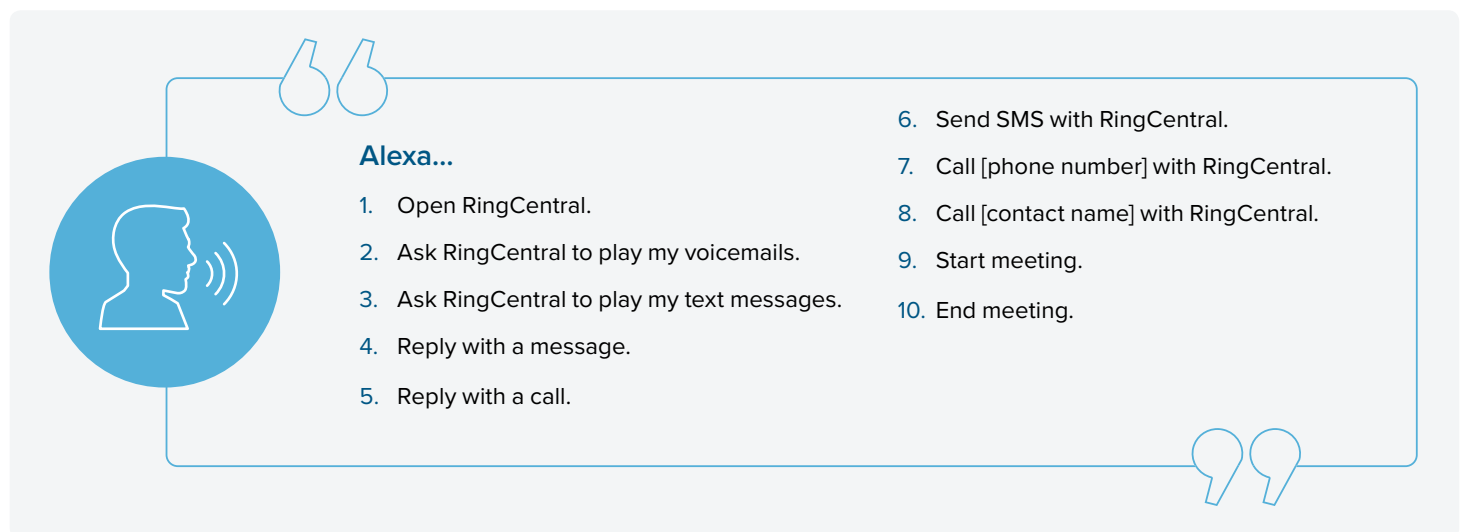 Alexa...
1. Open RingCentral.
2. Ask RingCentral to play my voicemails.
3. Ask RingCentral to play my text messages.
4. Reply with a message.
5. Reply with a call.
6. Send SMS with RingCentral.
7. Call [phone number] with RingCentral.
8. Call [contact name] with RingCentral.
9. Start meeting.
10. End meeting.